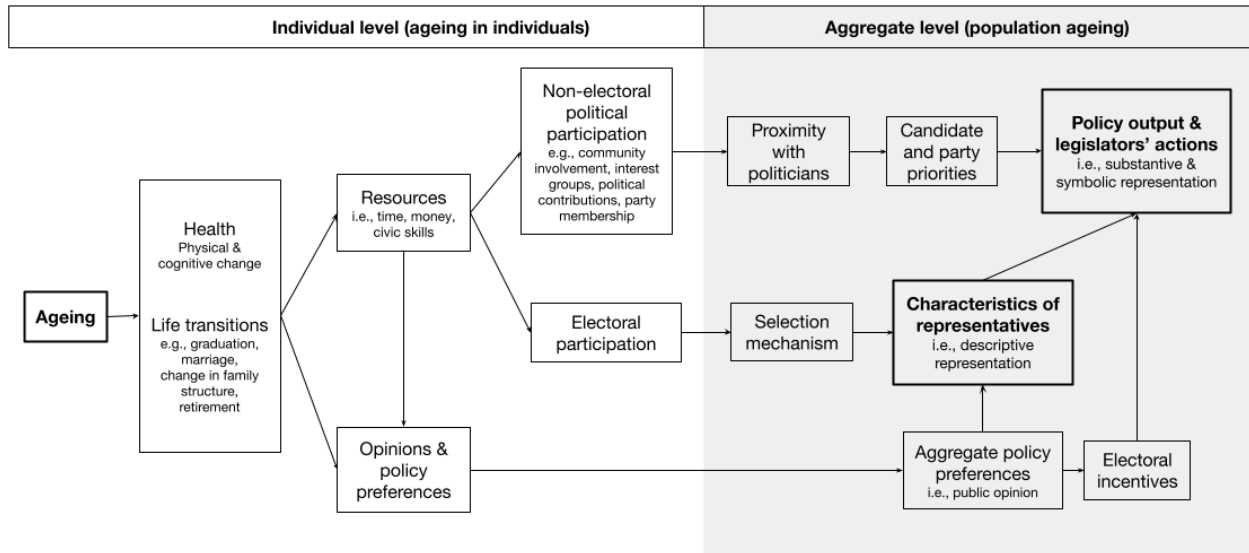 Individual level (ageing in individuals)
Aggregate level (population ageing)
Ageing
Health
Physical &
cognitive change
Life transitions
e.g., graduation,
marriage,
change in family
structure,
retirement
Resources
i.e., time, money,
civic skills
Opinions &
policy
preferences
Non-electoral
political
participation
e.g., community
involvement, interest
groups, political
contributions, party
membership
Electoral
participation
Proximity
with
politicians
Candidate
and party
priorities
Policy output &
legislators’ actions
i.e., substantive &
symbolic representation
Selection
mechanism
Characteristics of
representatives
i.e., descriptive
representation
Aggregate policy
preferences
i.e., public opinion
Electoral
incentives